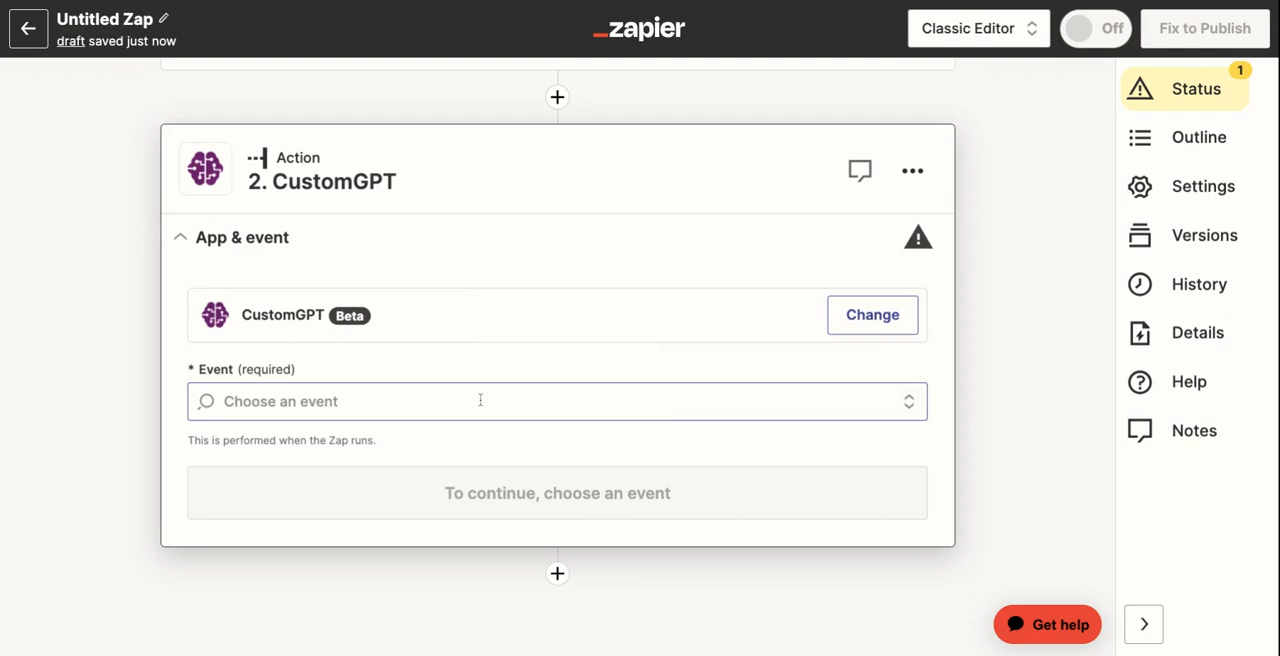 Untitled Zap
draft saved just now
zapier
Classic Editor
Off
Fix to Publish
Action
2. CustomGPT
App & event
CustomGPT Beta
Change
* Event (required)
Choose an event
This is performed when the Zap runs.
To continue, choose an event
1
Status
Outline
Settings
Versions
History
Details
Help
Notes
Get help